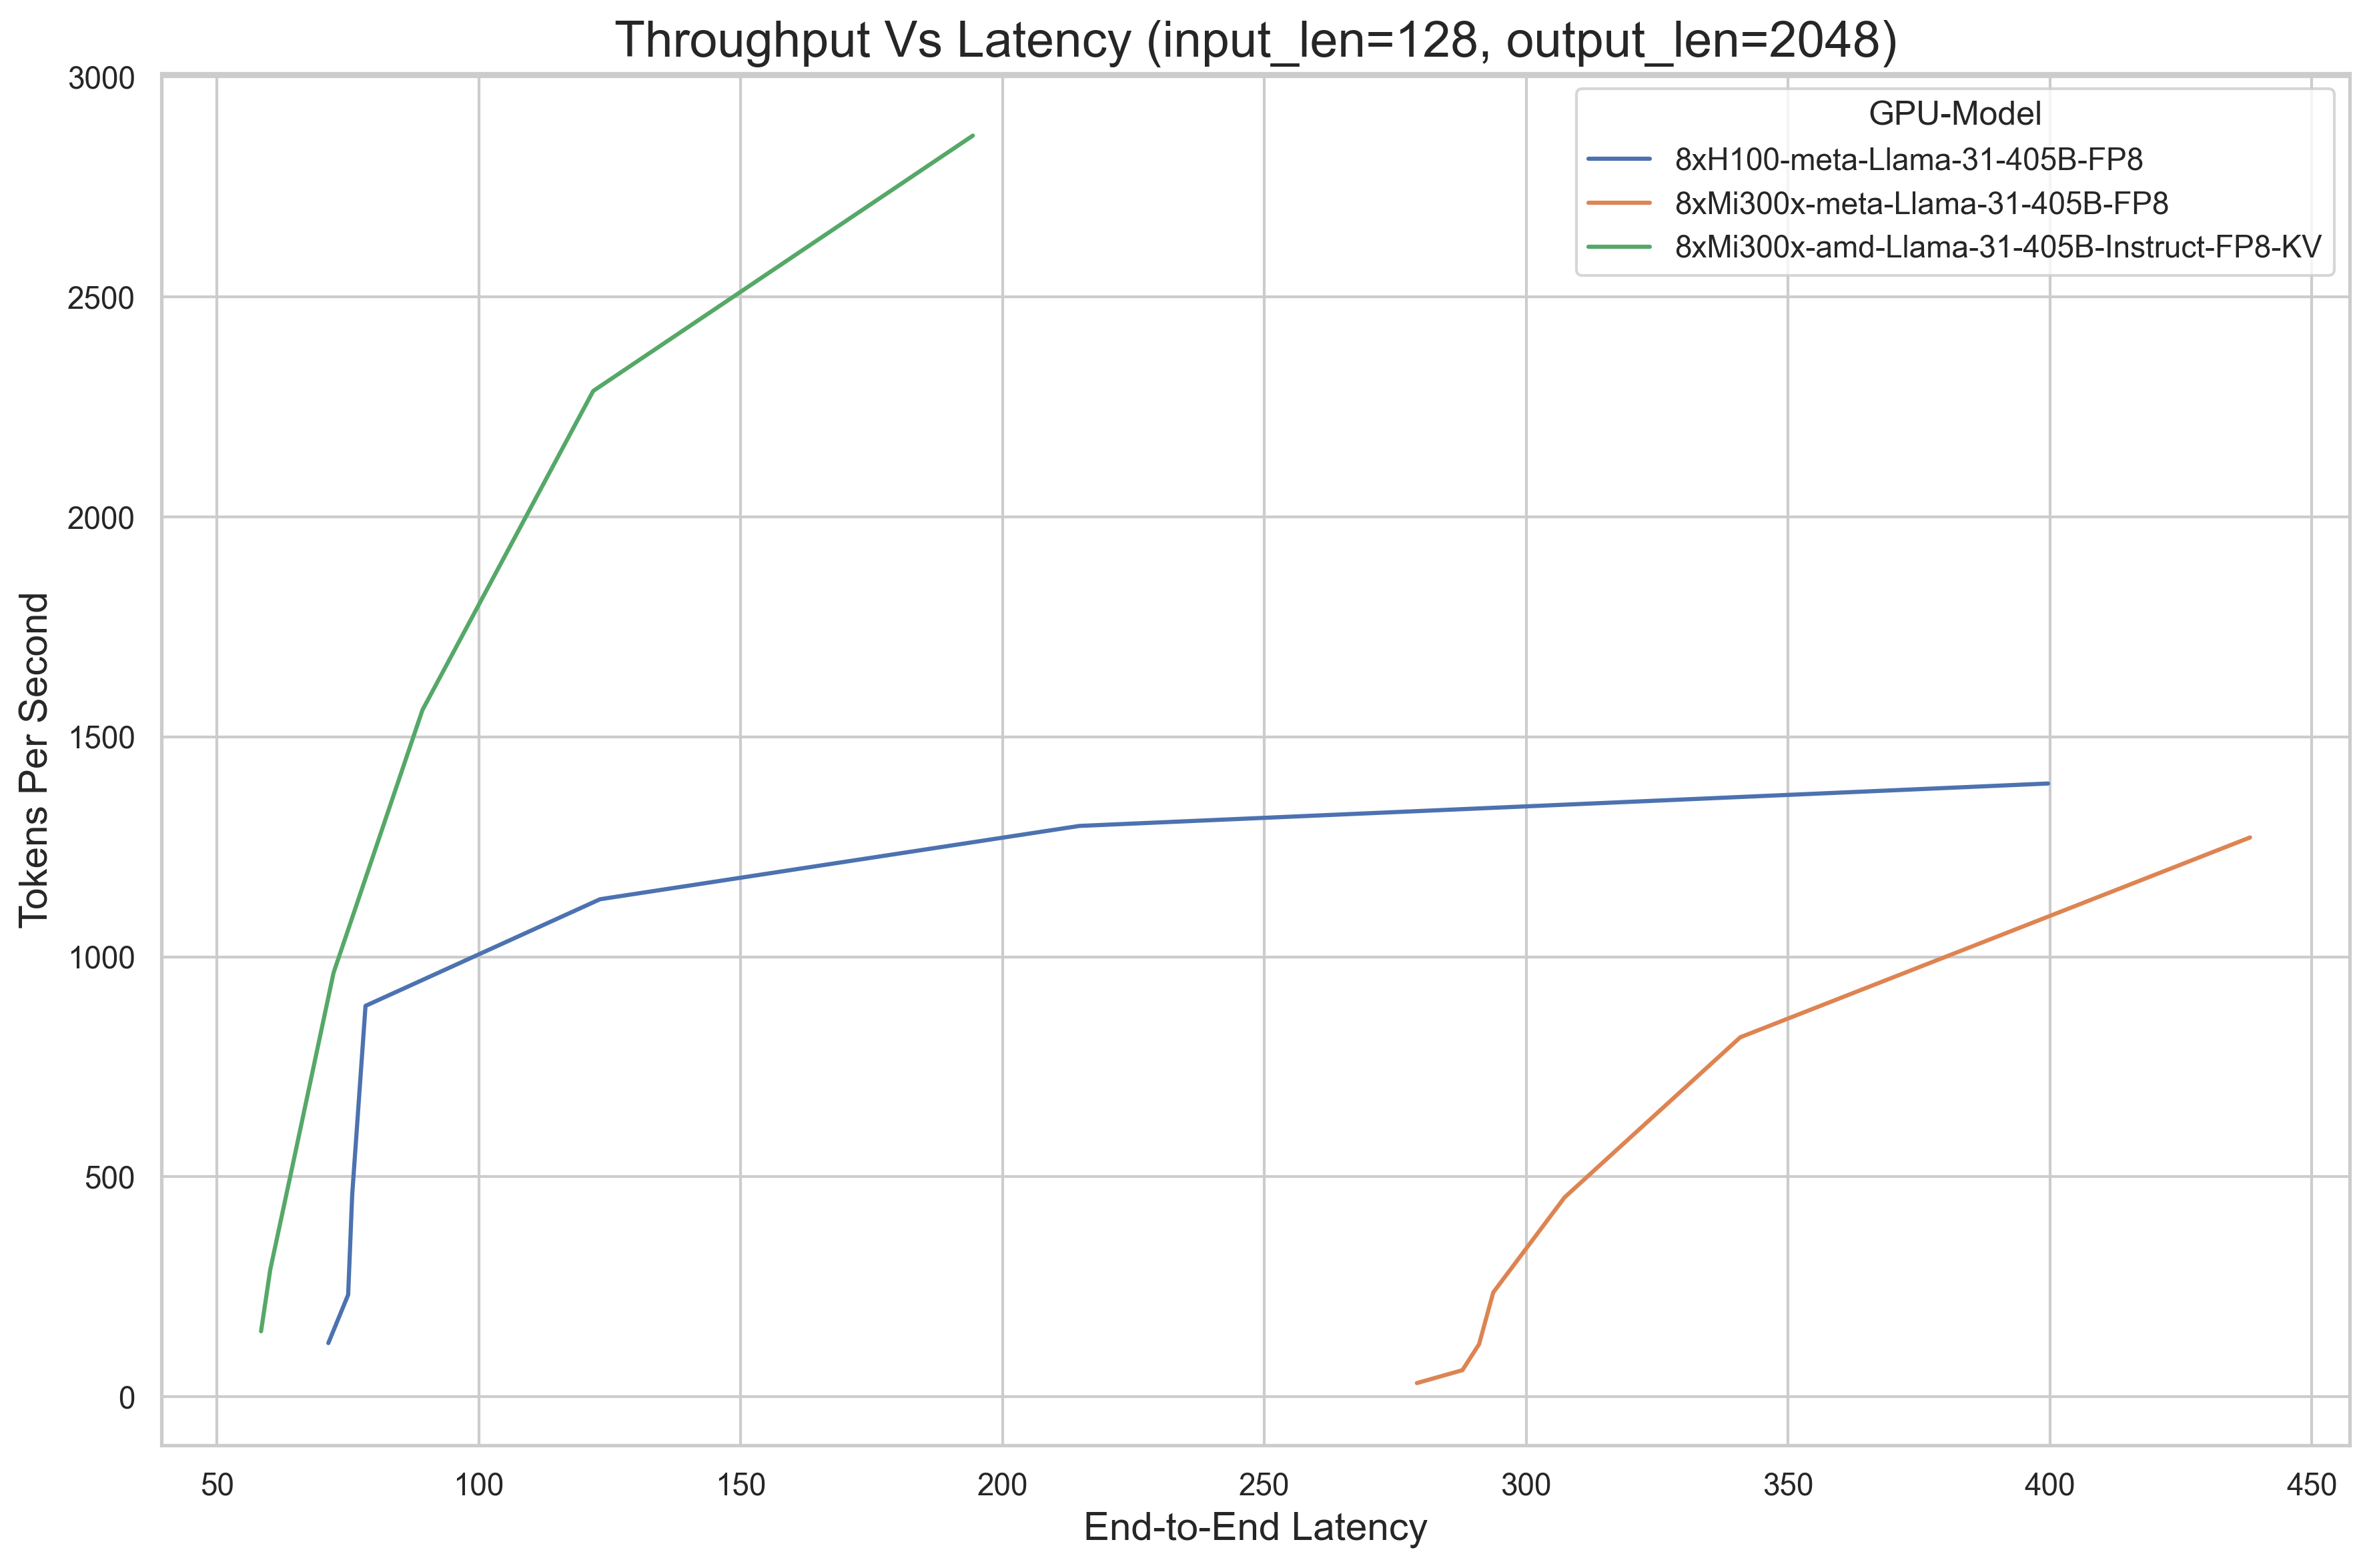 Throughput Vs Latency (input_len=128, output_len=2048)
GPU-Model
8xH100-meta-Llama-31-405B-FP8
8xMi300x-meta-Llama-31-405B-FP8
8xMi300x-amd-Llama-31-405B-Instruct-FP8-KV
Tokens Per Second
3000
2500
2000
1500
1000
500
0
50 100 150 200 250 300 350 400 450
End-to-End Latency